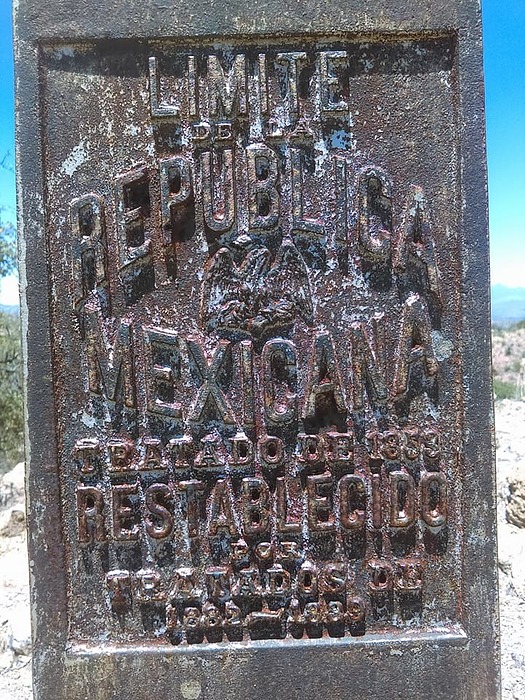 LIMITE
DE LA
REPUBLICA
MEXICANA
TRATADO DE 1853
RESTABLECIDO
POR
TRATADOS DE
1882-1889